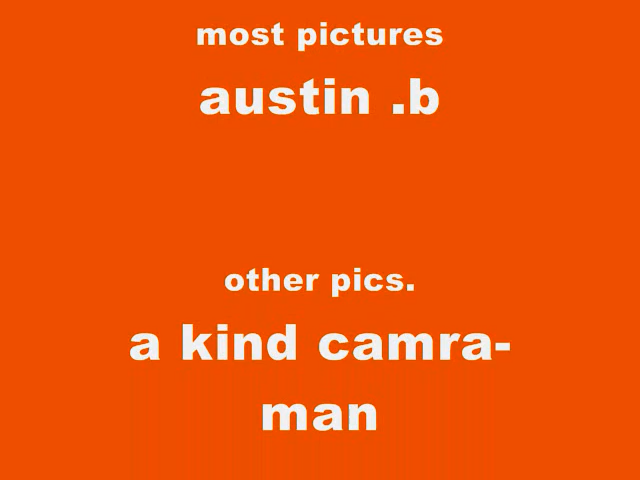 most pictures
austin .b
other pics.
a kind camra-
man